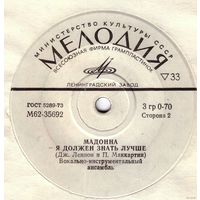 МИНИСТЕРСТВО КУЛЬТУРЫ СССР
МЕЛОДИЯ
ВСЕСОЮЗНАЯ ФИРМА ГРАМПЛАСТИНОК
ЛЕНИНГРАДСКИЙ ЗАВОД
▽33
ГОСТ 5289-73
М62-35692
3 гр 0-70
Сторона 2
МАДОННА
Я ДОЛЖЕН ЗНАТЬ ЛУЧШЕ
(Дж. Леннон и П. Маккартни)
Вокально-инструментальный
ансамбль